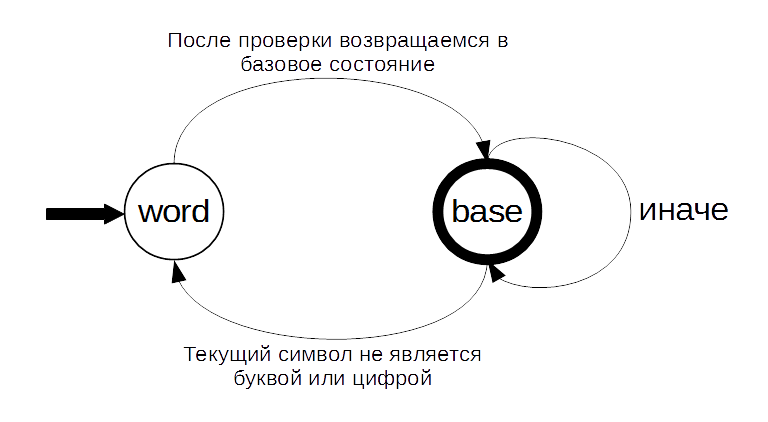 После проверки возвращаемся в
базовое состояние
word
base
иначе
Текущий символ не является
буквой или цифрой